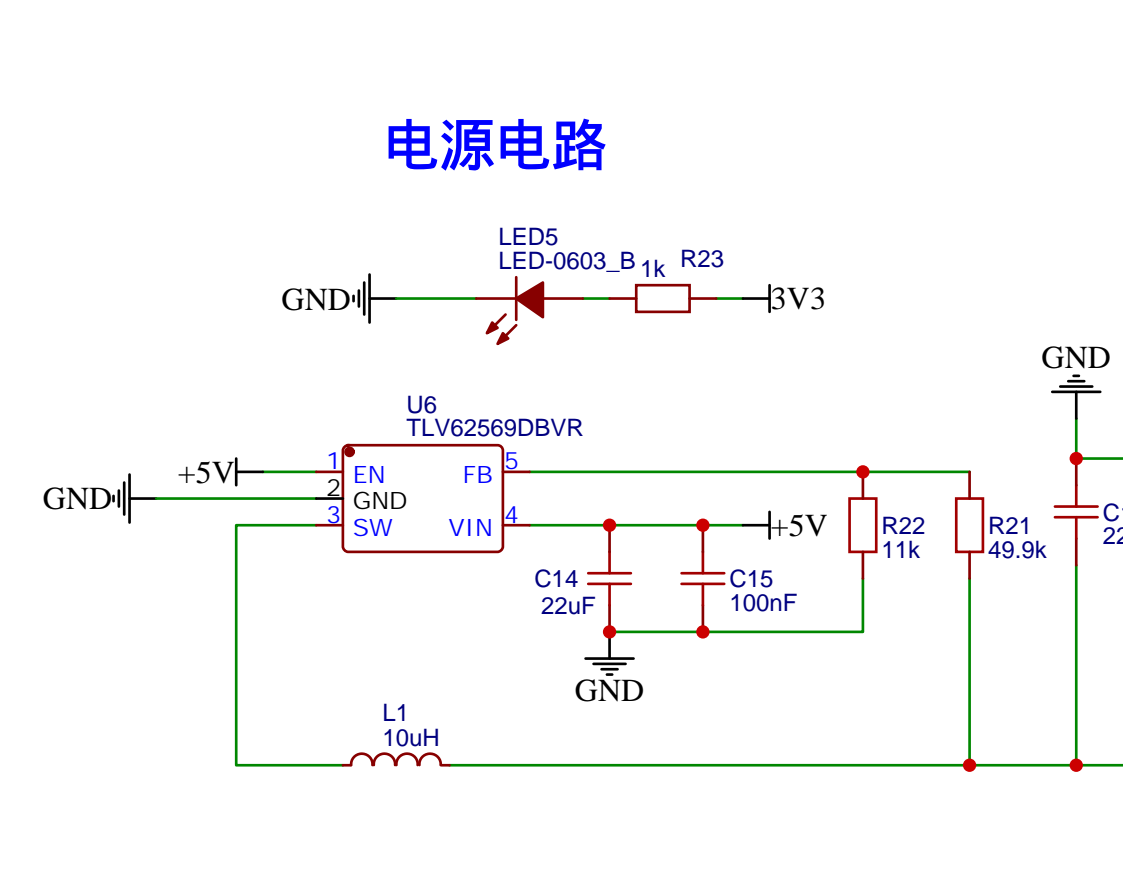 电源电路
LED5
LED-0603_B
1k
R23
GND
3V3
GND
U6
TLV62569DBVR
+5V
1
EN
FB
5
GND
2
GND
3
SW
VIN
4
+5V
R22
11k
R21
49.9k
C14
22uF
C15
100nF
GND
L1
10uH